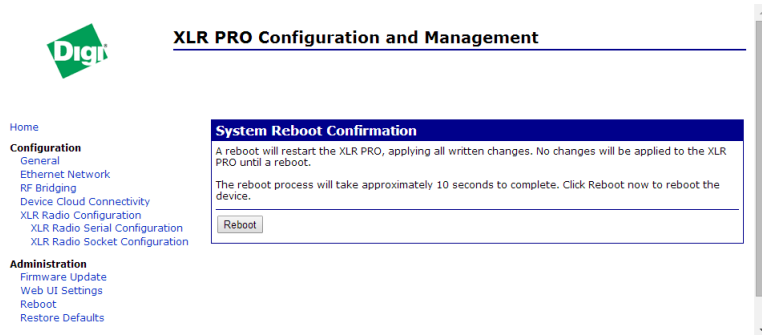 Digi
XLR PRO Configuration and Management
Home
Configuration
General
Ethernet Network
RF Bridging
Device Cloud Connectivity
XLR Radio Configuration
XLR Radio Serial Configuration
XLR Radio Socket Configuration
Administration
Firmware Update
Web UI Settings
Reboot
Restore Defaults
System Reboot Confirmation
A reboot will restart the XLR PRO, applying all written changes. No changes will be applied to the XLR
PRO until a reboot.
The reboot process will take approximately 10 seconds to complete. Click Reboot now to reboot the
device.
Reboot